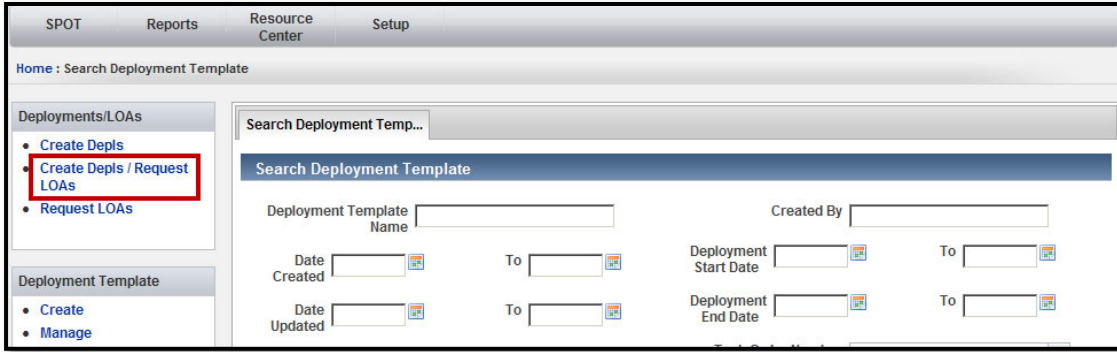 SPOT Reports Resource Center Setup
Home : Search Deployment Template
Deployments/LOAs
Create Depls
Create Depls / Request
LOAs
Request LOAs
Deployment Template
Create
Manage
Search Deployment Temp...
Search Deployment Template
Deployment Template
Name
Created By
Date
Created
To
Deployment
Start Date
To
Date
Updated
To
Deployment
End Date
To